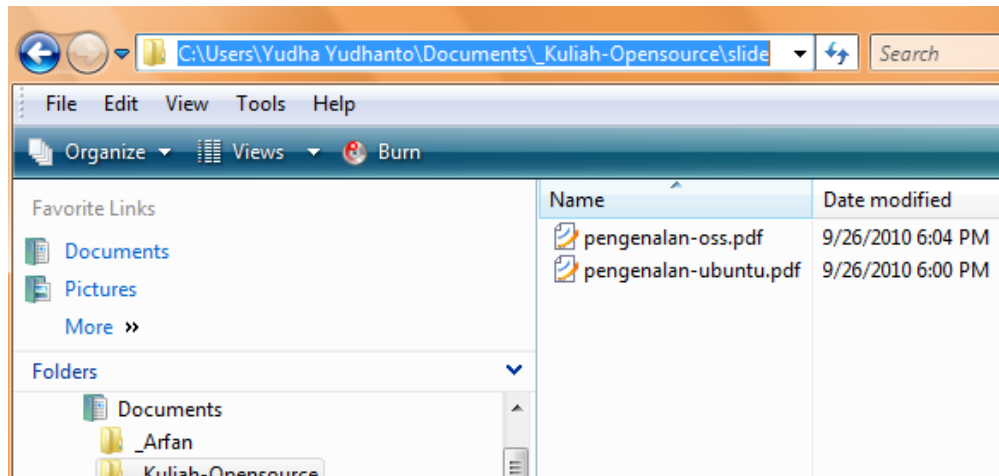 C:\Users\Yudha Yudhanto\Documents\_Kuliah-Opensource\slide
Search
File Edit View Tools Help
Organize Views Burn
Favorite Links
Documents
Pictures
More »
Folders
Documents
_Arfan
_Kuliah-Opensource
Name Date modified
pengenalan-oss.pdf 9/26/2010 6:04 PM
pengenalan-ubuntu.pdf 9/26/2010 6:00 PM